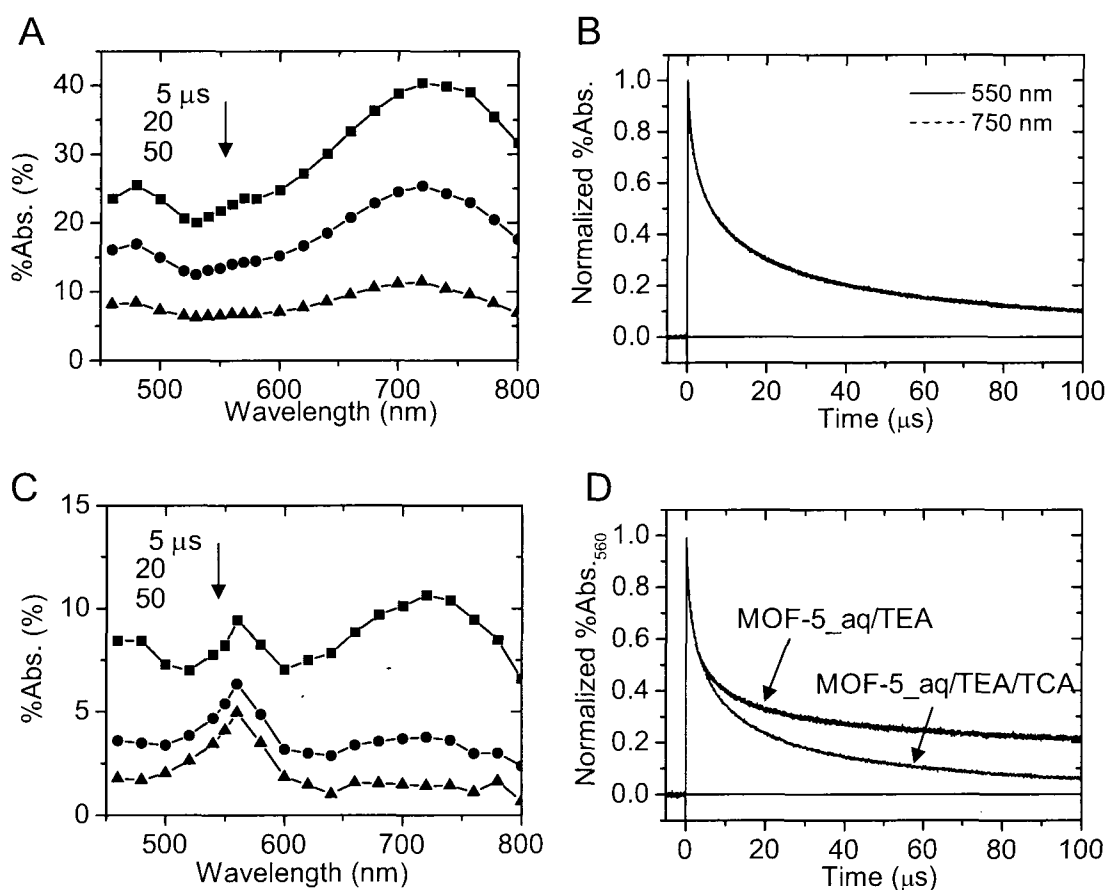 A
%Abs. (%)
40
30
20
10
0
5 μs
20
50
500 600 700 800
Wavelength (nm)
B
Normalized %Abs.
1.0
0.8
0.6
0.4
0.2
0.0
550 nm
750 nm
0 20 40 60 80 100
Time (μs)
C
%Abs. (%)
15
10
5
0
5 μs
20
50
500 600 700 800
Wavelength (nm)
D
Normalized %Abs.560
1.0
0.8
0.6
0.4
0.2
0.0
MOF-5_aq/TEA
MOF-5_aq/TEA/TCA
0 20 40 60 80 100
Time (μs)